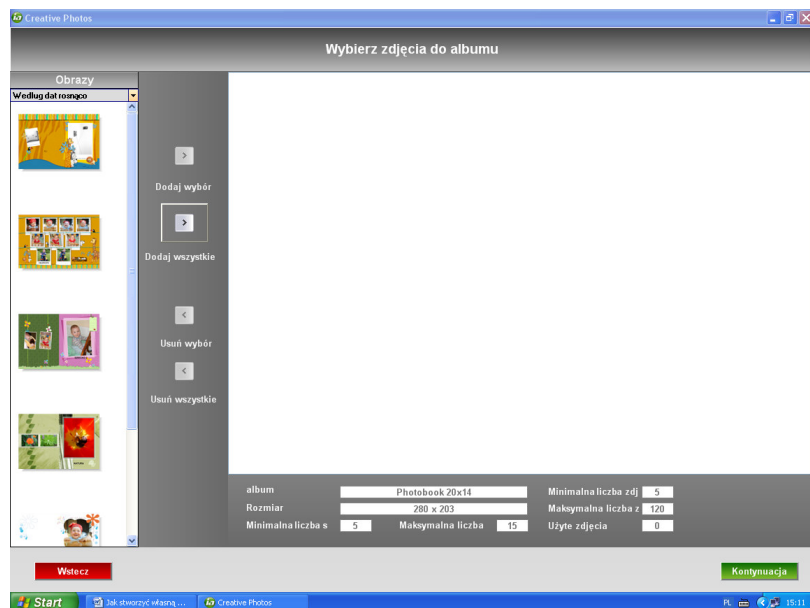 Creative Photos
Wybierz zdjęcia do albumu
Obrazy
Według dat rosnąco
Dodaj wybór
Dodaj wszystkie
Usuń wybór
Usuń wszystkie
album
Photobook 20x14
Minimalna liczba zdj
5
Rozmiar
280 x 203
Maksymalna liczba z
120
Minimalna liczba s
5
Maksymalna liczba
15
Użyte zdjęcia
0
Wstecz
Kontynuacja
Start
Jak stworzyć własną ...
Creative Photos
PL
15:11